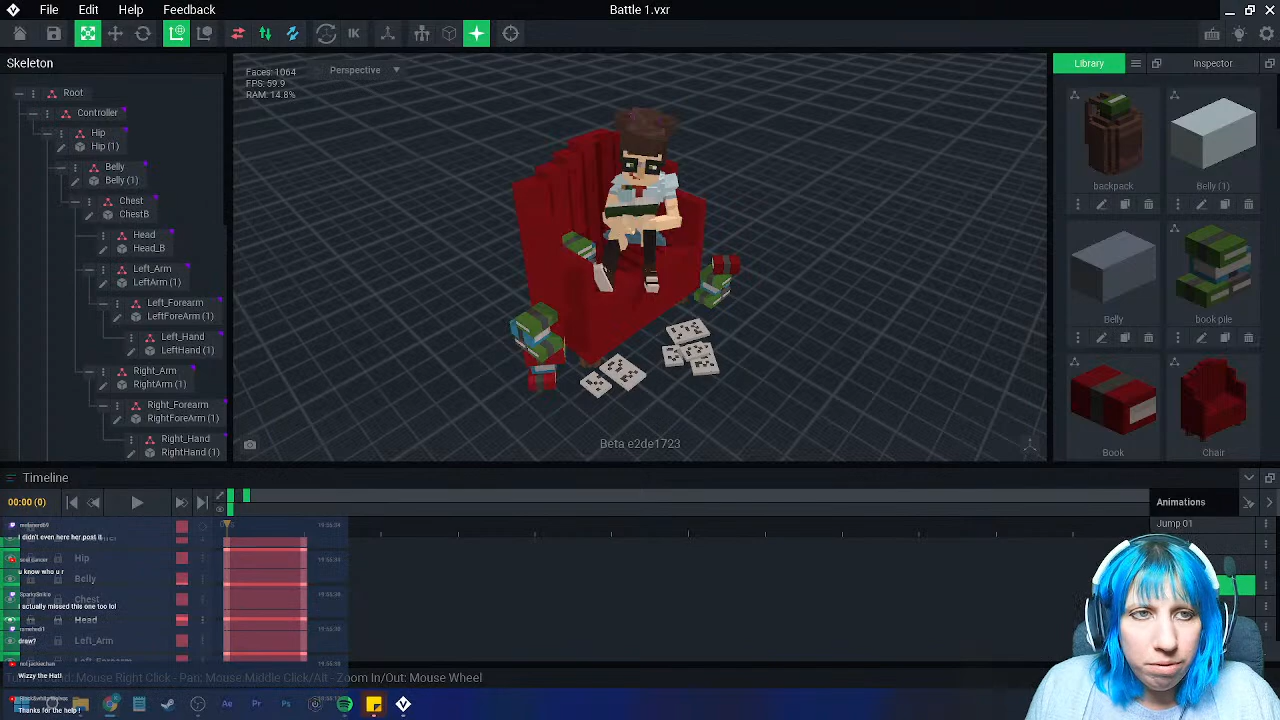 File Edit Help Feedback
Battle 1.vxr
IK
Skeleton
Root
Controller
Hip
Hip (1)
Belly
Belly (1)
Chest
ChestB
Head
Head_B
Left_Arm
LeftArm (1)
Left_Forearm
LeftForeArm (1)
Left_Hand
LeftHand (1)
Right_Arm
RightArm (1)
Right_Forearm
RightForeArm (1)
Right_Hand
RightHand (1)
Faces: 1064
FPS: 59.9
RAM: 14.8%
Perspective
Beta e2de1723
Library
Inspector
backpack
Belly (1)
Belly
book pile
Book
Chair
Timeline
00:00 (0)
Animations
Jump 01
I didn't even here her post it
Hip
u know who u r
Belly
Chest
I actually missed this one too lol
Head
draw?
Left_Arm
Wizzy the Hat!
Mouse Right Click - Pan: Mouse Middle Click/Alt - Zoom In/Out: Mouse Wheel
Thanks for the help !
Ae
Pr
Ps